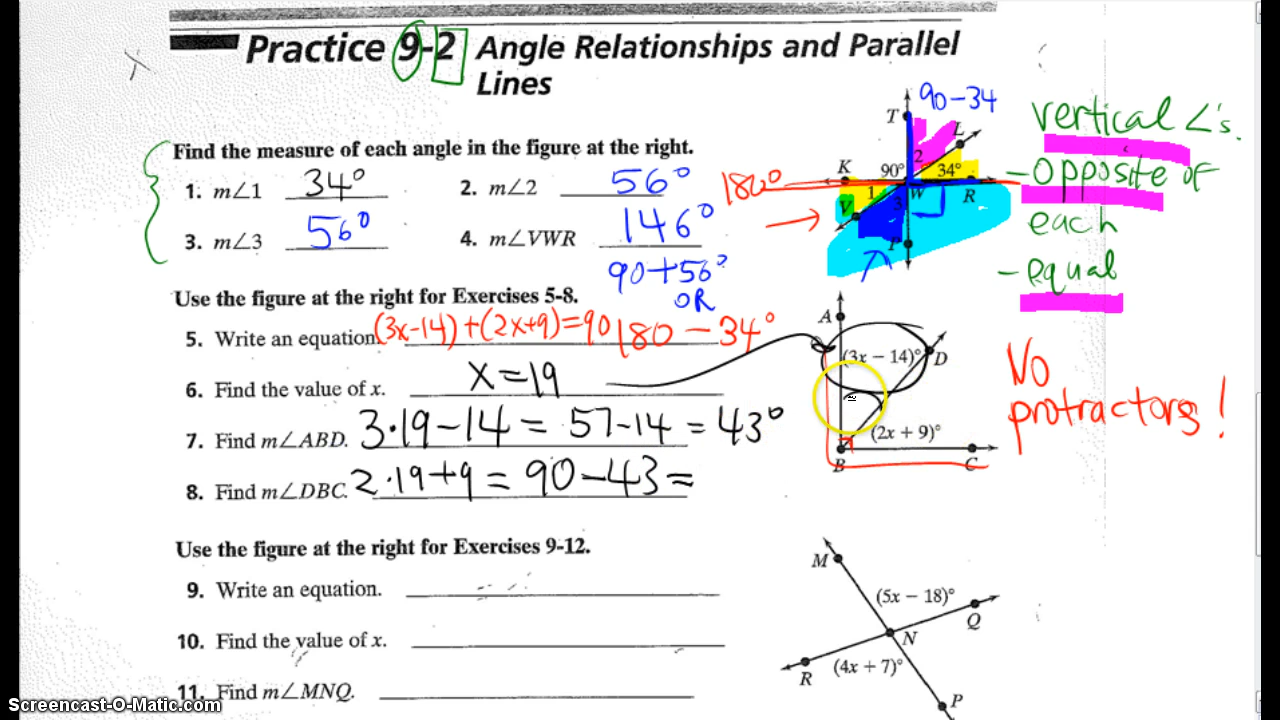 Practice 9-2 Angle Relationships and Parallel
Lines
Find the measure of each angle in the figure at the right.
1. m∠1 34°
2. m∠2 56°
3. m∠3 56°
4. m∠VWR 146°
90+56°
OR
180 - 34°
90-34
T
L
K
90°
2
34°
180°
1
W
R
V
3
P
vertical ∠'s.
- opposite of
each
- equal
Use the figure at the right for Exercises 5-8.
5. Write an equation. (3x-14)+(2x+9)=90
6. Find the value of x. x=19
7. Find m∠ABD. 3·19-14 = 57-14 = 43°
8. Find m∠DBC. 2·19+9 = 90-43 =
A
(3x – 14)°
D
(2x + 9)°
B
C
No
protractors!
Use the figure at the right for Exercises 9-12.
9. Write an equation.
10. Find the value of x.
11. Find m∠MNQ.
M
(5x – 18)°
Q
N
R
(4x + 7)°
P
Screencast-O-Matic.com